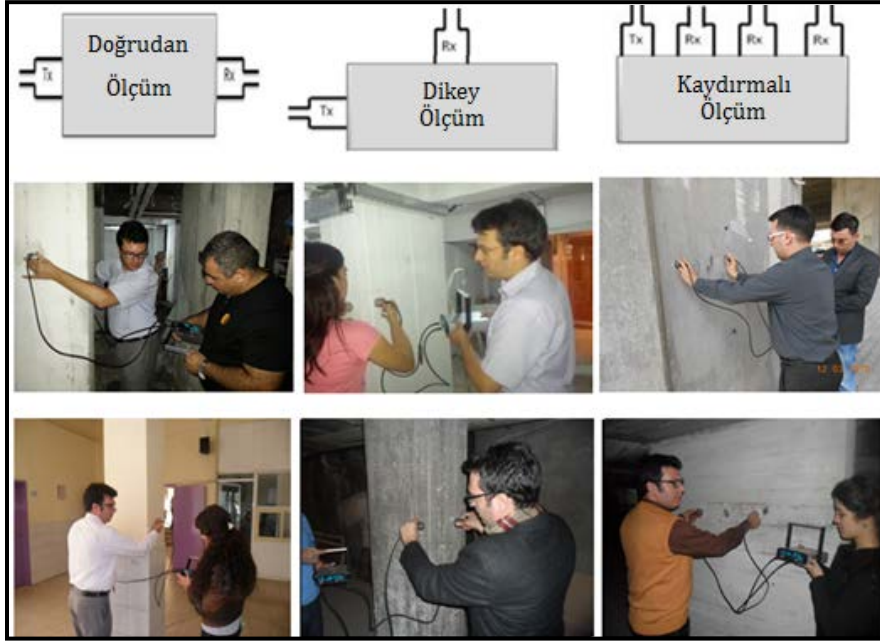 Doğrudan
Ölçüm
Tx
Rx
Rx
Tx
Dikey
Ölçüm
Tx
Rx
Rx
Rx
Kaydırmalı
Ölçüm